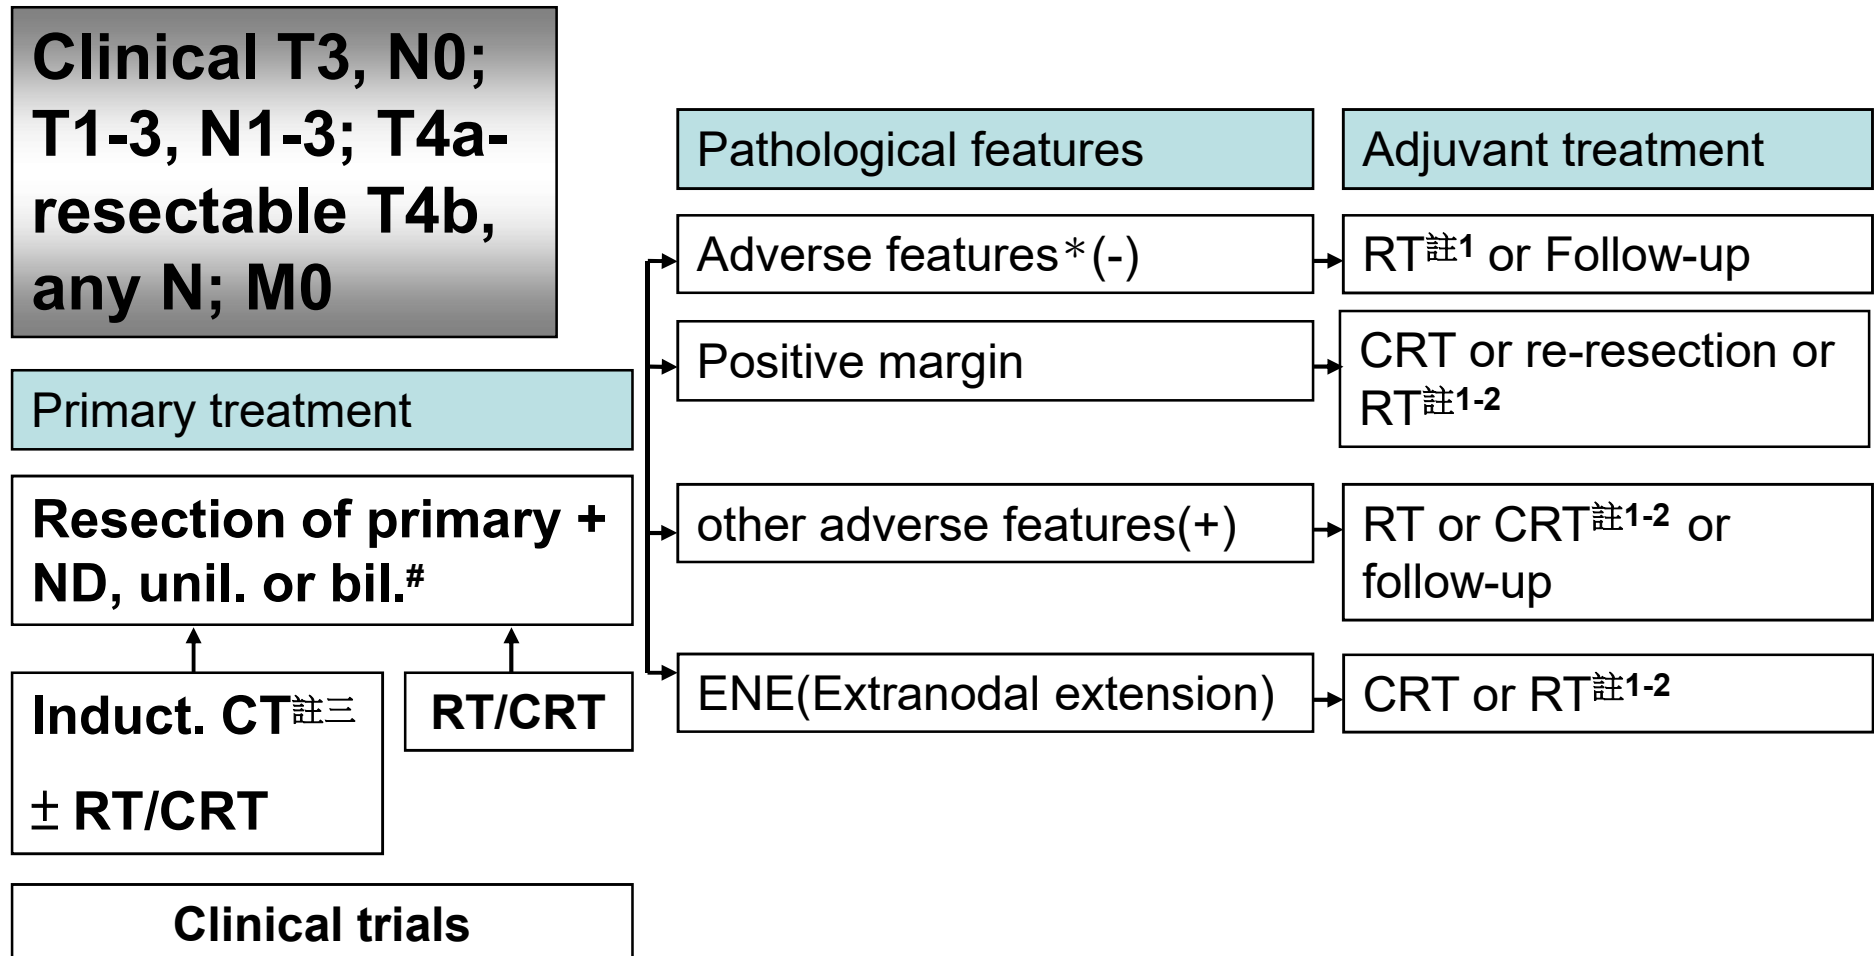 Clinical T3, N0;
T1-3, N1-3; T4a-
resectable T4b,
any N; M0
Primary treatment
Resection of primary +
ND, unil. or bil.#
Induct. CT註三
± RT/CRT
RT/CRT
Clinical trials
Pathological features
Adjuvant treatment
Adverse features*(-)
RT註1 or Follow-up
Positive margin
CRT or re-resection or
RT註1-2
other adverse features(+)
RT or CRT註1-2 or
follow-up
ENE(Extranodal extension)
CRT or RT註1-2